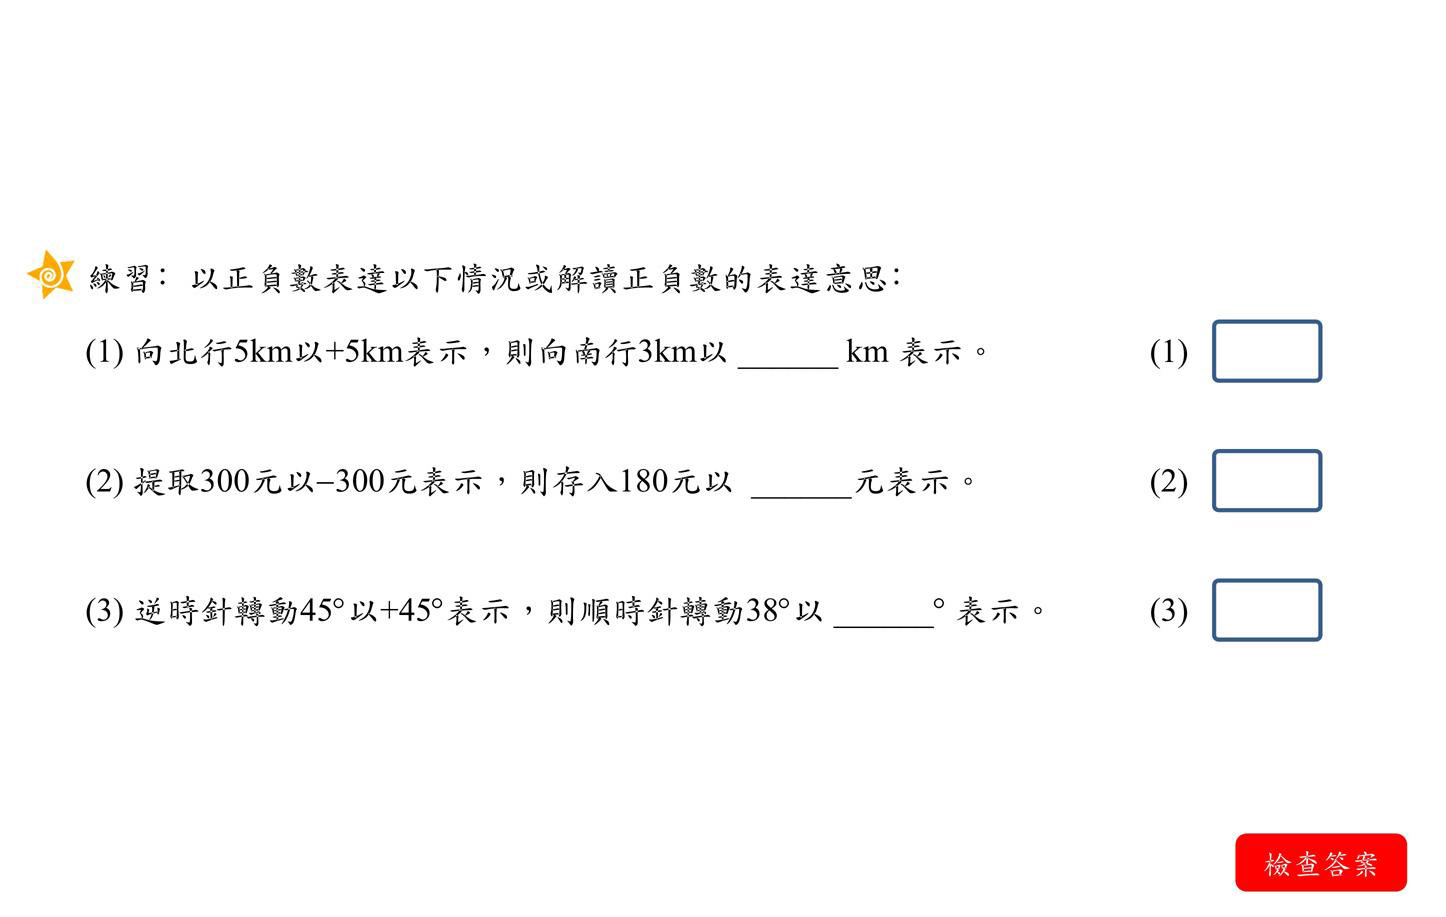 練習： 以正負數表達以下情況或解讀正負數的表達意思：
(1) 向北行5km以+5km表示，則向南行3km以 ______ km 表示。 (1)
(2) 提取300元以–300元表示，則存入180元以 ______元表示。 (2)
(3) 逆時針轉動45°以+45°表示，則順時針轉動38°以 ______° 表示。 (3)
檢查答案